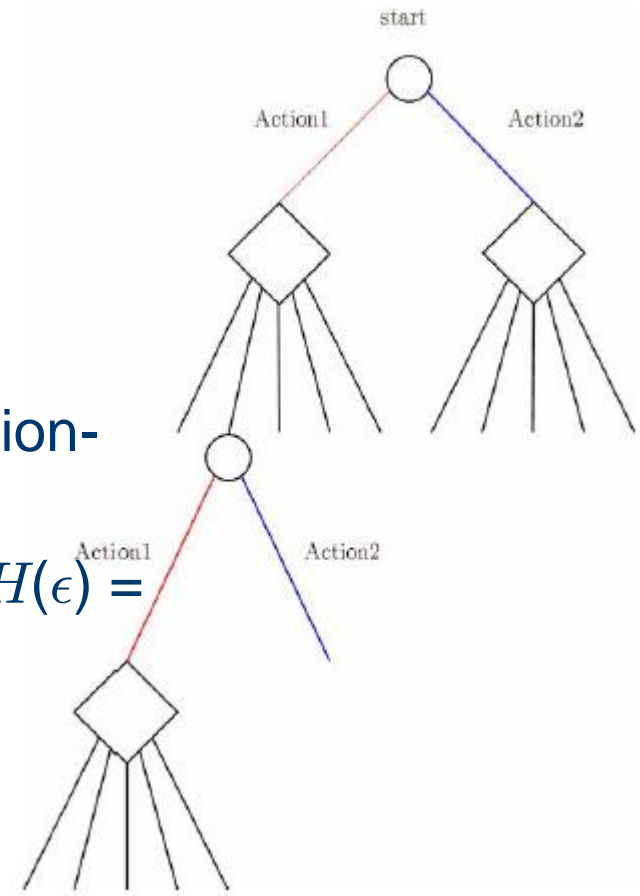 start
Action1 Action2
ion-
Action1 Action2
H(ϵ) =